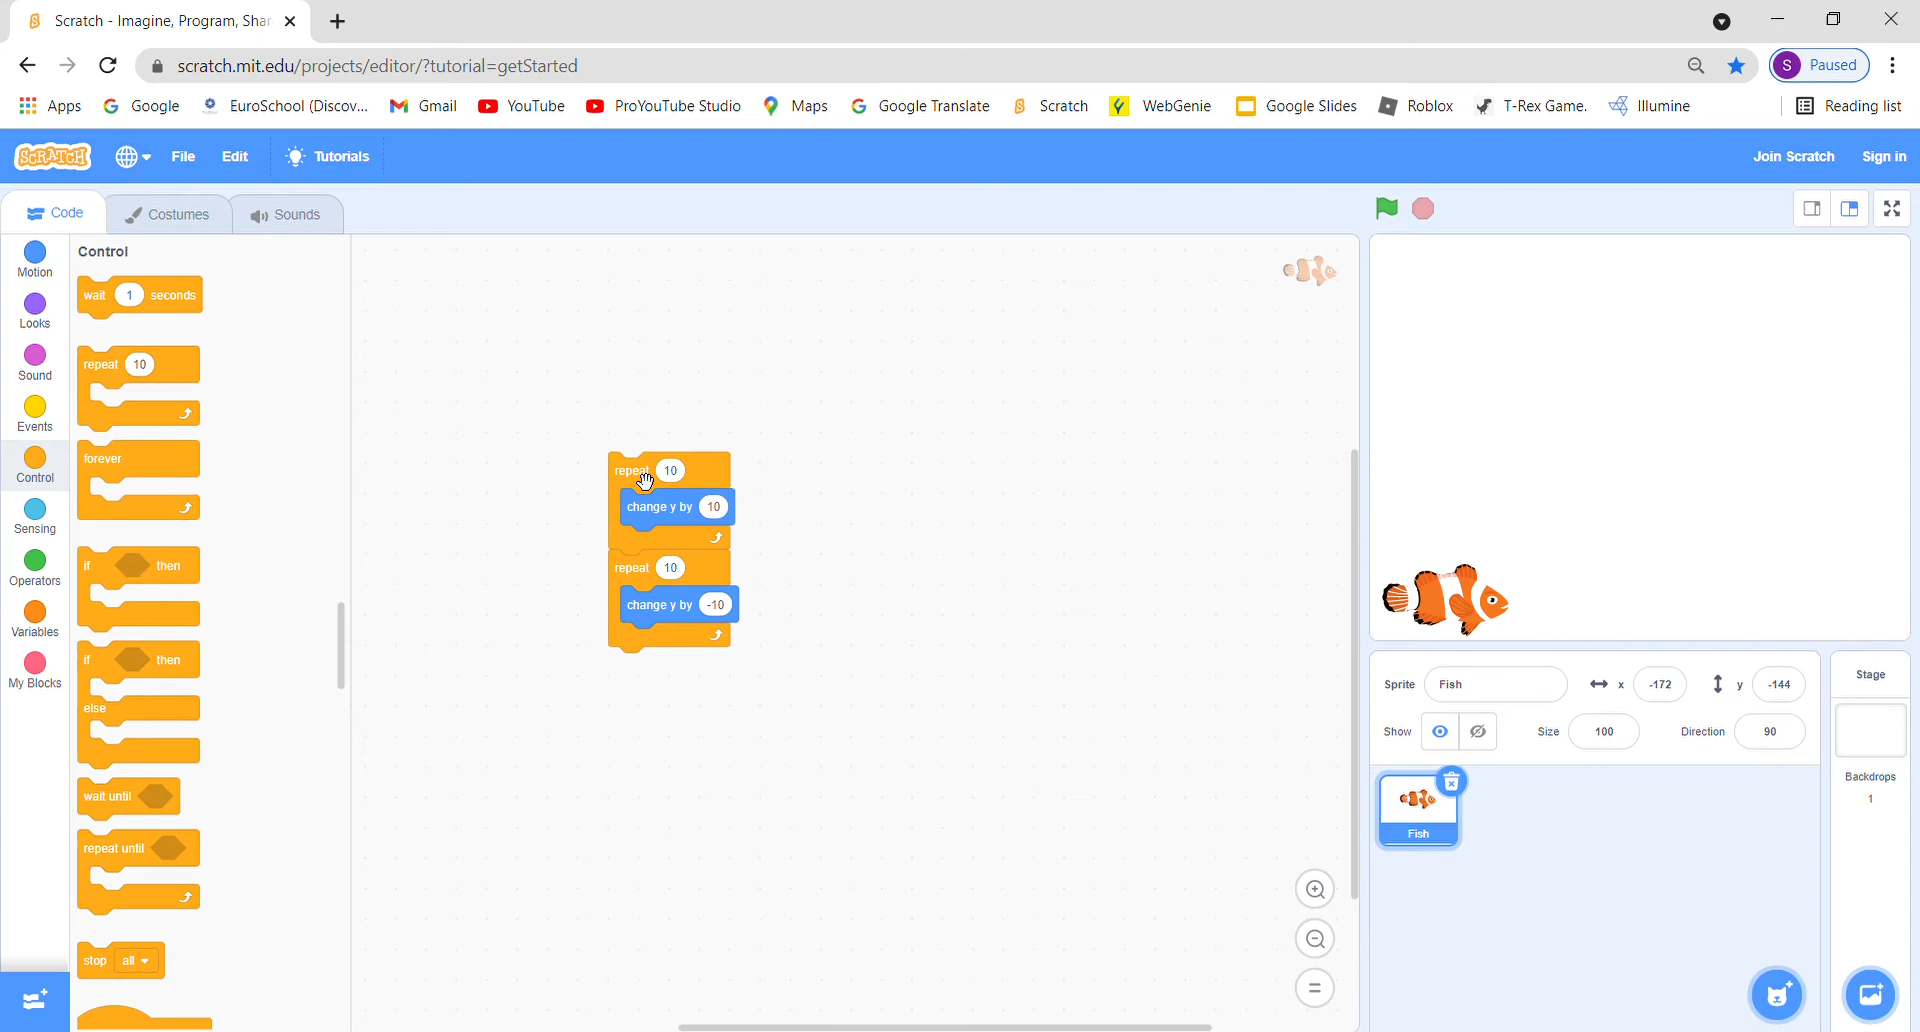 Scratch - Imagine, Program, Shar
scratch.mit.edu/projects/editor/?tutorial=getStarted
S Paused
Apps Google EuroSchool (Discov... Gmail YouTube ProYouTube Studio Maps Google Translate Scratch WebGenie Google Slides Roblox T-Rex Game. Illumine Reading list
SCRATCH File Edit Tutorials Join Scratch Sign in
Code Costumes Sounds
Motion
Looks
Sound
Events
Control
Sensing
Operators
Variables
My Blocks
Control
wait 1 seconds
repeat 10
forever
if then
if then
else
wait until
repeat until
stop all
repeat 10
change y by 10
repeat 10
change y by -10
Sprite Fish x -172 y -144
Show Size 100 Direction 90
Fish
Stage
Backdrops
1